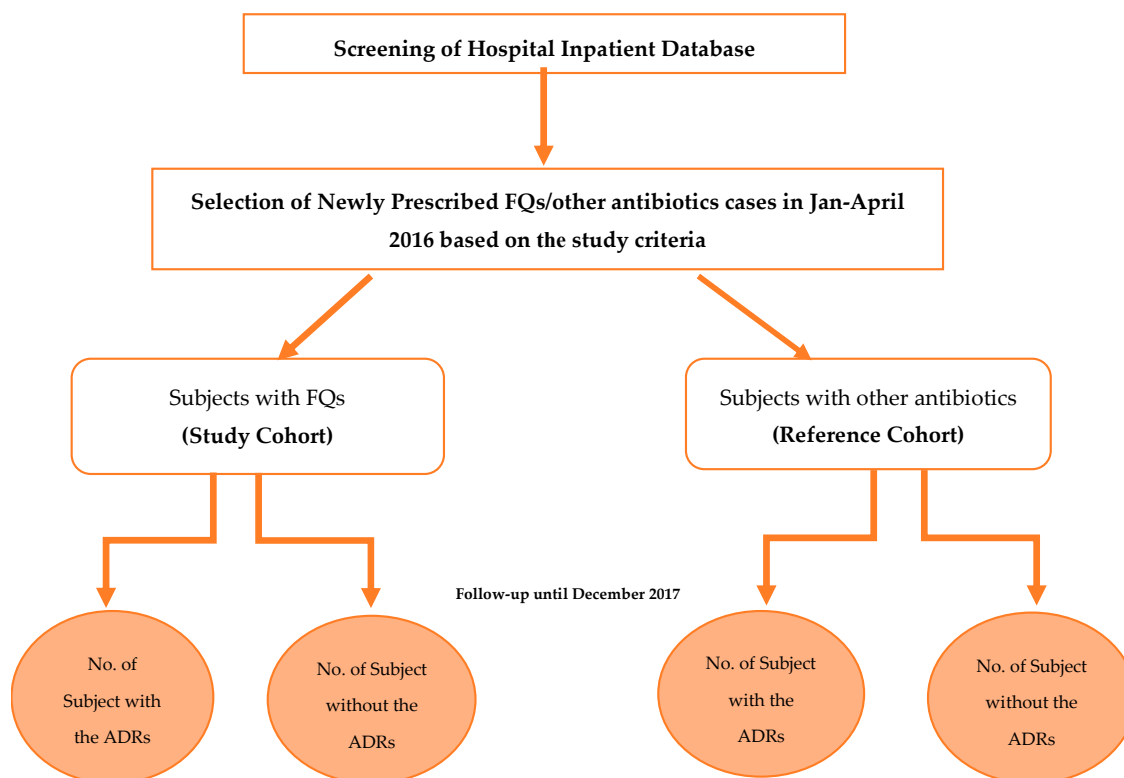 Screening of Hospital Inpatient Database
Selection of Newly Prescribed FQs/other antibiotics cases in Jan-April
2016 based on the study criteria
Subjects with FQs
(Study Cohort)
Subjects with other antibiotics
(Reference Cohort)
Follow-up until December 2017
No. of
Subject with
the ADRs
No. of Subject
without the
ADRs
No. of Subject
with the
ADRs
No. of Subject
without the
ADRs